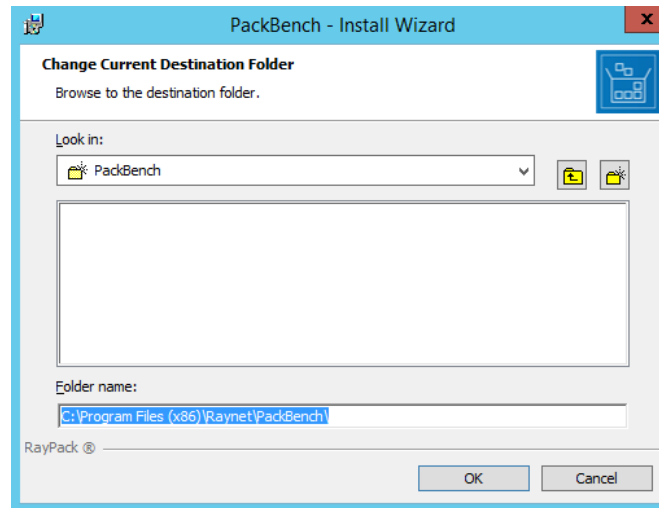 PackBench - Install Wizard
x
Change Current Destination Folder
Browse to the destination folder.
Look in:
PackBench
Folder name:
C:\Program Files (x86)\Raynet\PackBench\
RayPack ®
OK Cancel